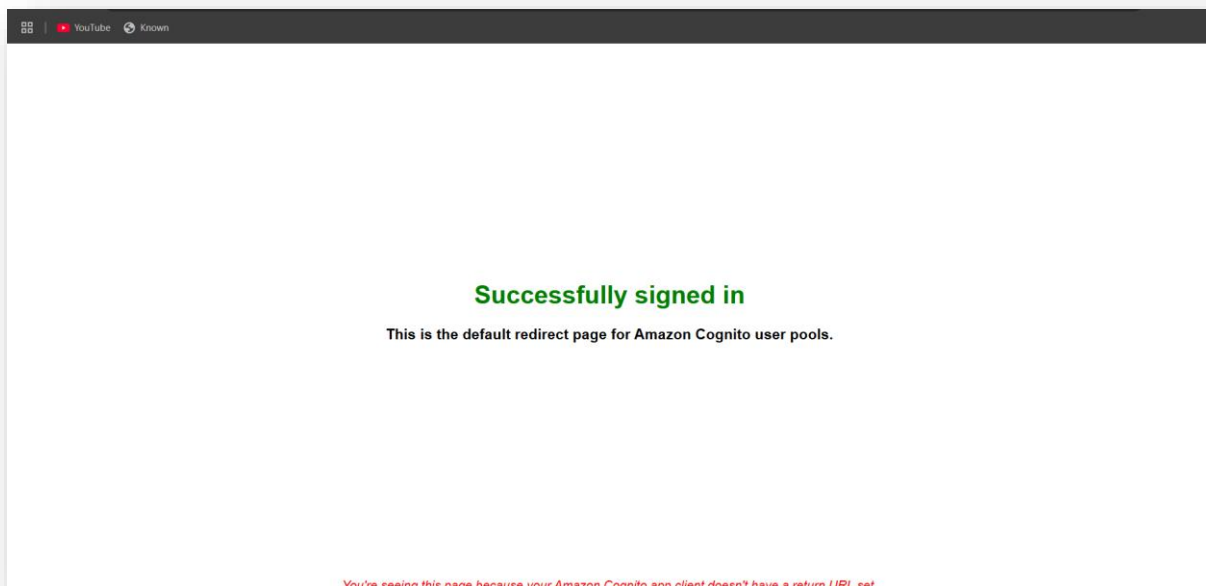 YouTube Known
Successfully signed in
This is the default redirect page for Amazon Cognito user pools.
You're seeing this page because your Amazon Cognito app client doesn't have a return URL set